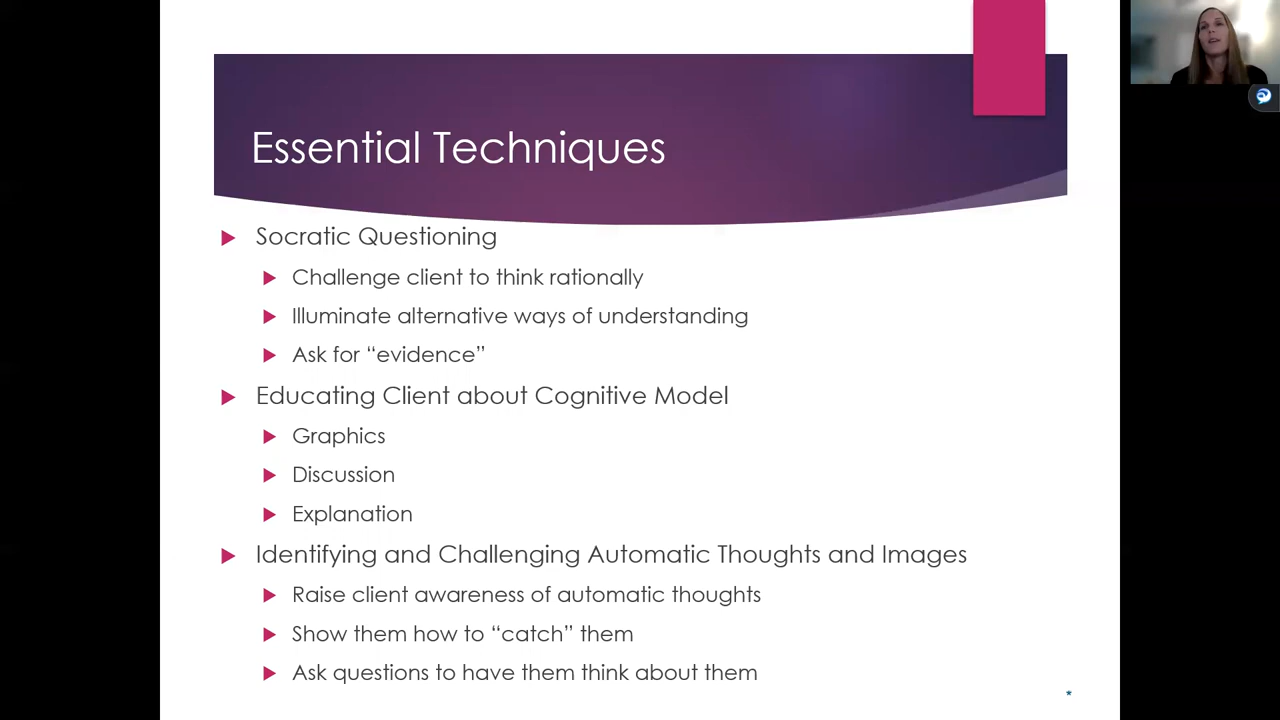 Essential Techniques
Socratic Questioning
Challenge client to think rationally
Illuminate alternative ways of understanding
Ask for “evidence”
Educating Client about Cognitive Model
Graphics
Discussion
Explanation
Identifying and Challenging Automatic Thoughts and Images
Raise client awareness of automatic thoughts
Show them how to “catch” them
Ask questions to have them think about them
*